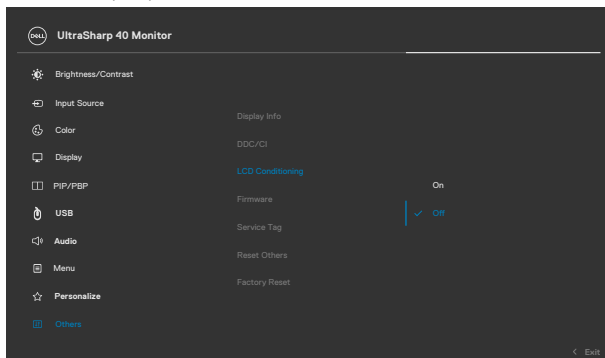 DELL UltraSharp 40 Monitor
Brightness/Contrast
Input Source
Color
Display
PIP/PBP
USB
Audio
Menu
Personalize
Others
Display Info
DDC/CI
LCD Conditioning
Firmware
Service Tag
Reset Others
Factory Reset
On
Off
Exit